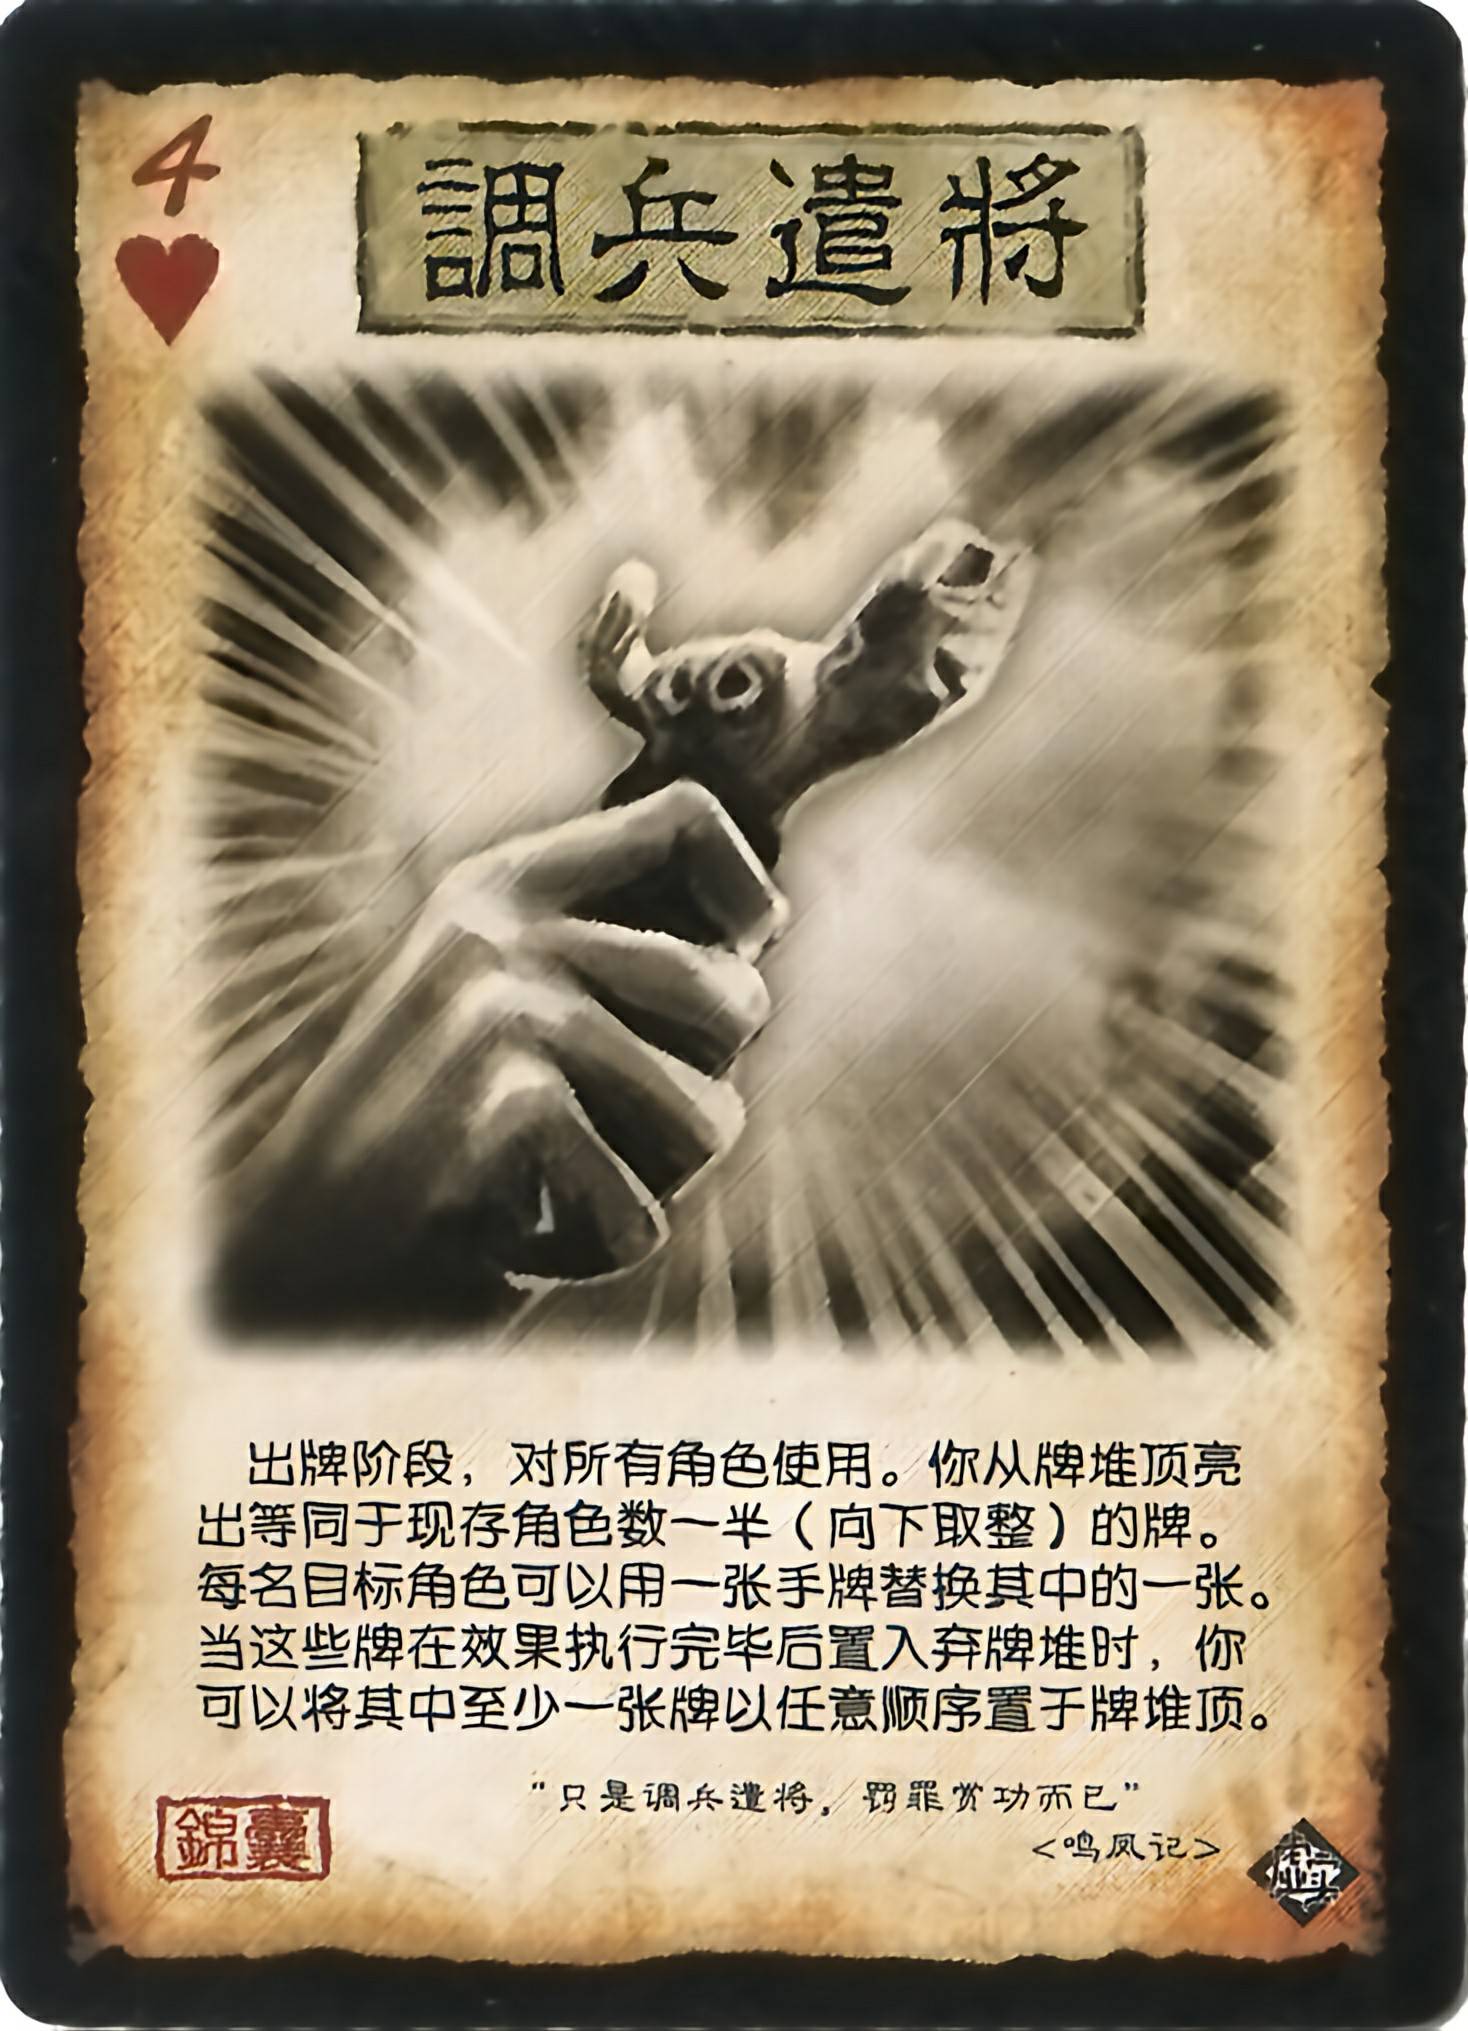 4
調兵遣將
出牌阶段，对所有角色使用。你从牌堆顶亮
出等同于现存角色数一半（向下取整）的牌。
每名目标角色可以用一张手牌替换其中的一张。
当这些牌在效果执行完毕后置入弃牌堆时，你
可以将其中至少一张牌以任意顺序置于牌堆顶。
“只是调兵遣将，罚罪赏功而已”
<鸣凤记>
錦囊